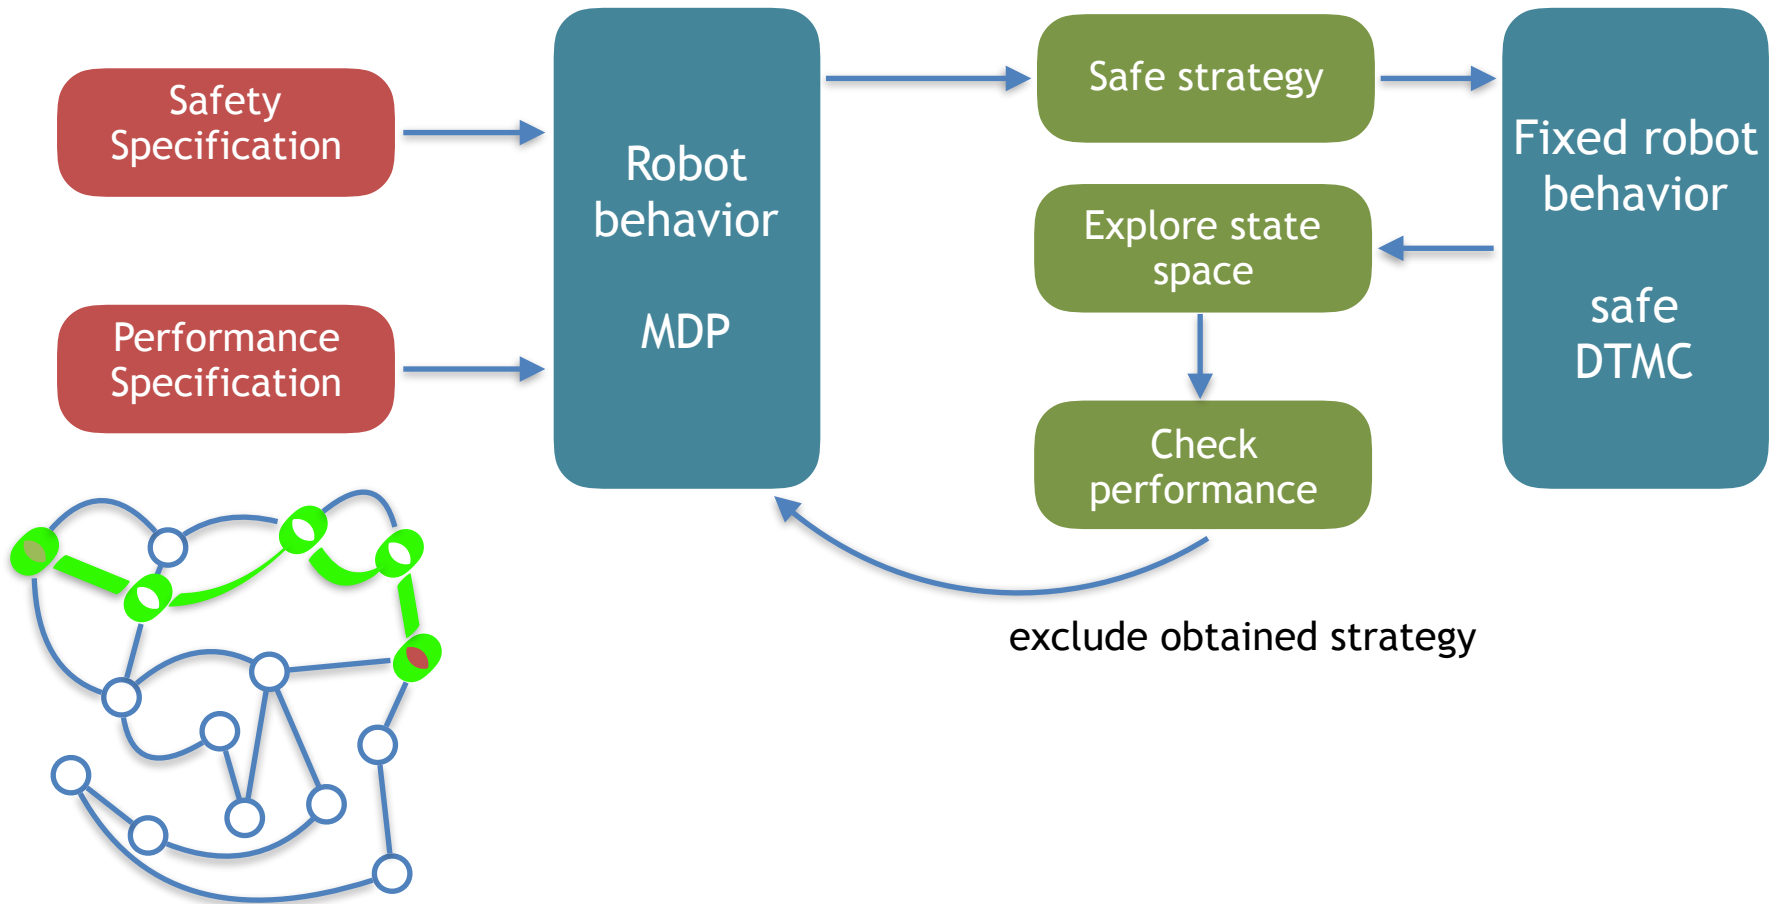 Safety
Specification
Performance
Specification
Robot
behavior
MDP
Safe strategy
Explore state
space
Check
performance
Fixed robot
behavior
safe
DTMC
exclude obtained strategy